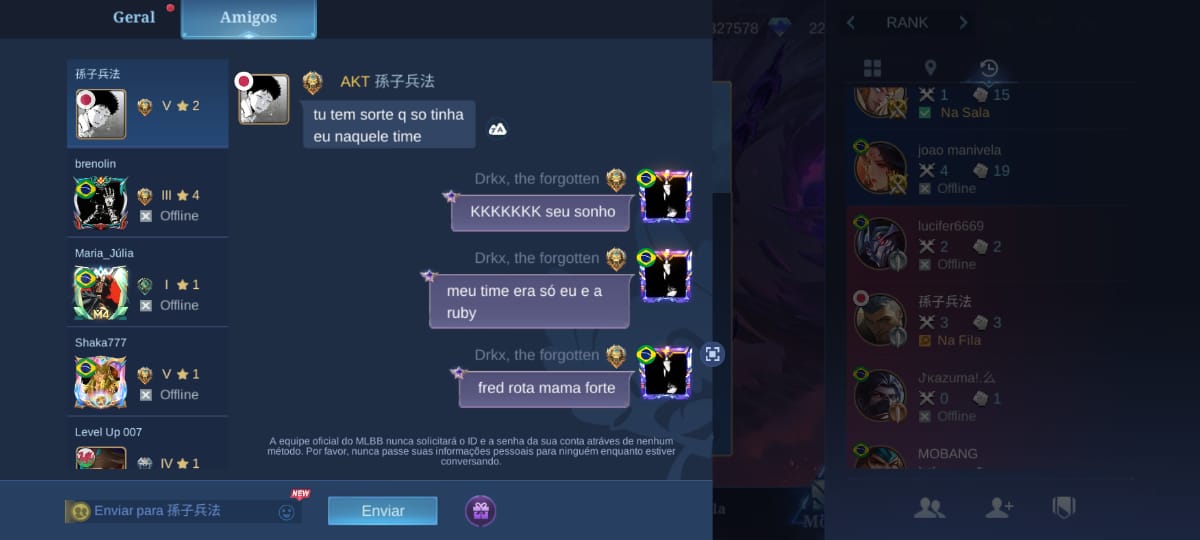 Geral
Amigos
孫子兵法
V ★ 2
brenolin
III ★ 4
Offline
Maria_Júlia
I ★ 1
Offline
Shaka777
V ★ 1
Offline
Level Up 007
IV ★ 1
AKT 孫子兵法
tu tem sorte q so tinha
eu naquele time
Drkx, the forgotten
KKKKKKK seu sonho
Drkx, the forgotten
meu time era só eu e a
ruby
Drkx, the forgotten
fred rota mama forte
A equipe oficial do MLBB nunca solicitará o ID e a senha da sua conta atráves de nenhum
método. Por favor, nunca passe suas informações pessoais para ninguém enquanto estiver
conversando.
NEW
Enviar para 孫子兵法
Enviar
327578
22
RANK
1 15
Na Sala
joao manivela
4 19
Offline
lucifer6669
2 2
Offline
孫子兵法
3 3
Na Fila
0 1
Offline
MOBANG